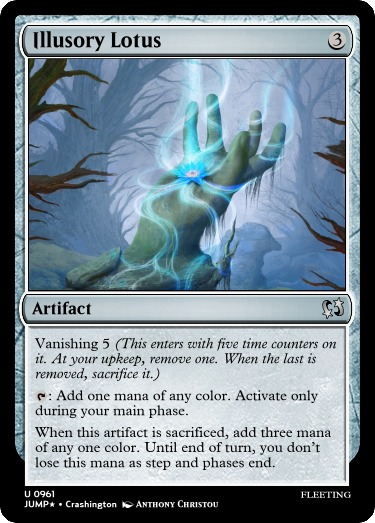 Illusory Lotus 3
Artifact
Vanishing 5 (This enters with five time counters on
it. At your upkeep, remove one. When the last is
removed, sacrifice it.)
: Add one mana of any color. Activate only
during your main phase.
When this artifact is sacrificed, add three mana
of any one color. Until end of turn, you don't
lose this mana as step and phases end.
U 0961 FLEETING
JUMP★ • Crashington Anthony Christou